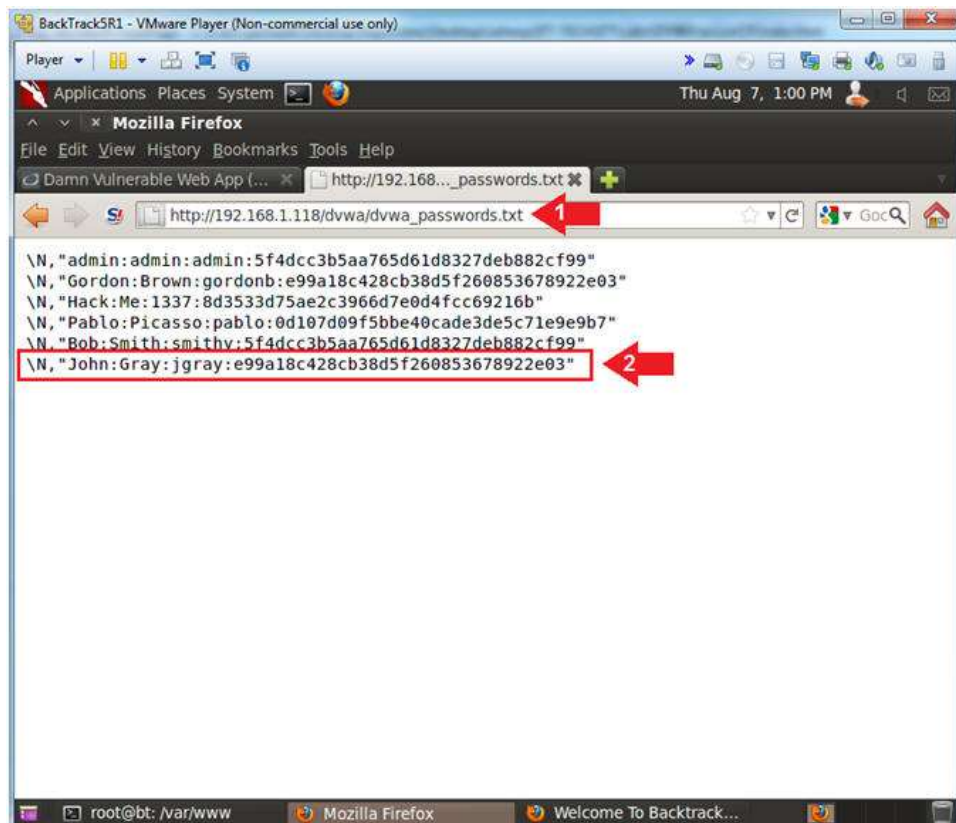 BackTrack5R1 - VMware Player (Non-commercial use only)
Player
Applications Places System
Thu Aug 7, 1:00 PM
Mozilla Firefox
File Edit View History Bookmarks Tools Help
Damn Vulnerable Web App (...
http://192.168..._passwords.txt
http://192.168.1.118/dvwa/dvwa_passwords.txt
1
Goc
\N,"admin:admin:admin:5f4dcc3b5aa765d61d8327deb882cf99"
\N,"Gordon:Brown:gordonb:e99a18c428cb38d5f260853678922e03"
\N,"Hack:Me:1337:8d3533d75ae2c3966d7e0d4fcc69216b"
\N,"Pablo:Picasso:pablo:0d107d09f5bbe40cade3de5c71e9e9b7"
\N,"Bob:Smith:smithy:5f4dcc3b5aa765d61d8327deb882cf99"
\N,"John:Gray:jgray:e99a18c428cb38d5f260853678922e03"
2
root@bt: /var/www
Mozilla Firefox
Welcome To Backtrack...